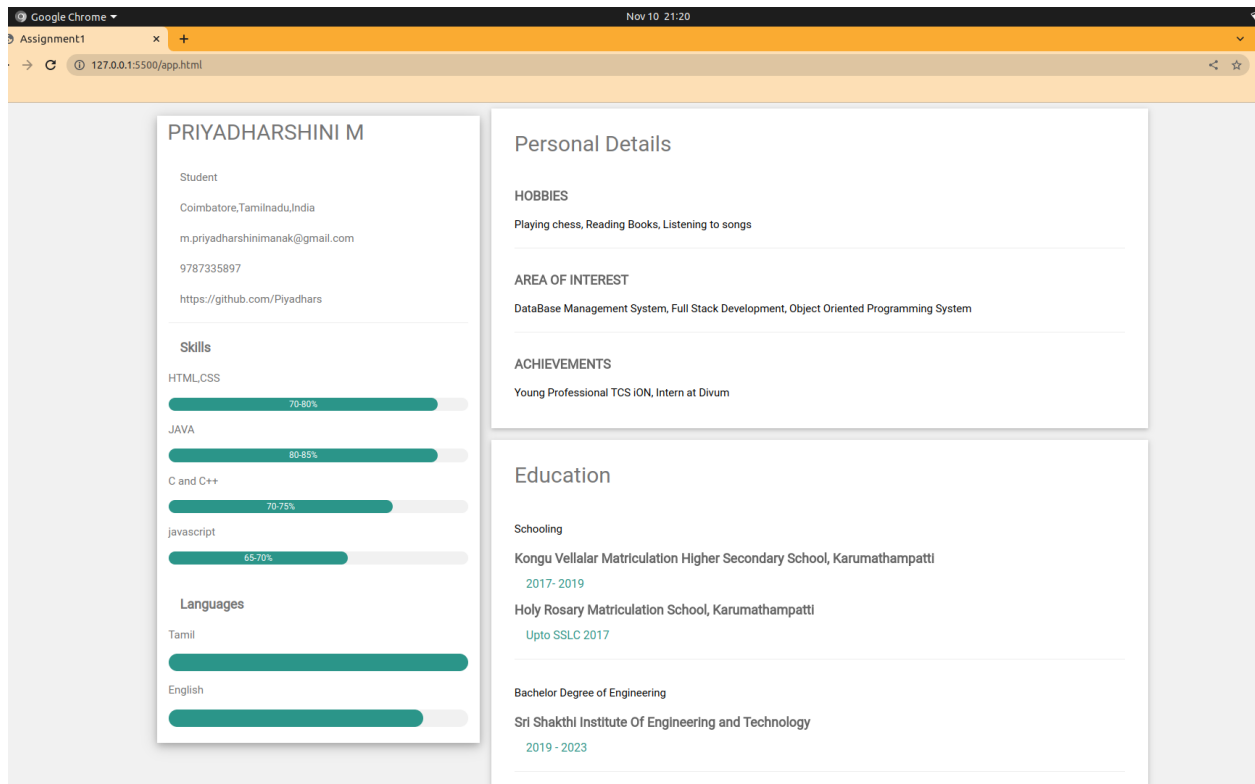 Google Chrome
Nov 10 21:20
Assignment1
127.0.0.1:5500/app.html
PRIYADHARSHINI M
Student
Coimbatore,Tamilnadu,India
m.priyadharshinimanak@gmail.com
9787335897
https://github.com/Piyadhars
Skills
HTML,CSS
70-80%
JAVA
80-85%
C and C++
70-75%
javascript
65-70%
Languages
Tamil
English
Personal Details
HOBBIES
Playing chess, Reading Books, Listening to songs
AREA OF INTEREST
DataBase Management System, Full Stack Development, Object Oriented Programming System
ACHIEVEMENTS
Young Professional TCS iON, Intern at Divum
Education
Schooling
Kongu Vellalar Matriculation Higher Secondary School, Karumathampatti
2017- 2019
Holy Rosary Matriculation School, Karumathampatti
Upto SSLC 2017
Bachelor Degree of Engineering
Sri Shakthi Institute Of Engineering and Technology
2019 - 2023